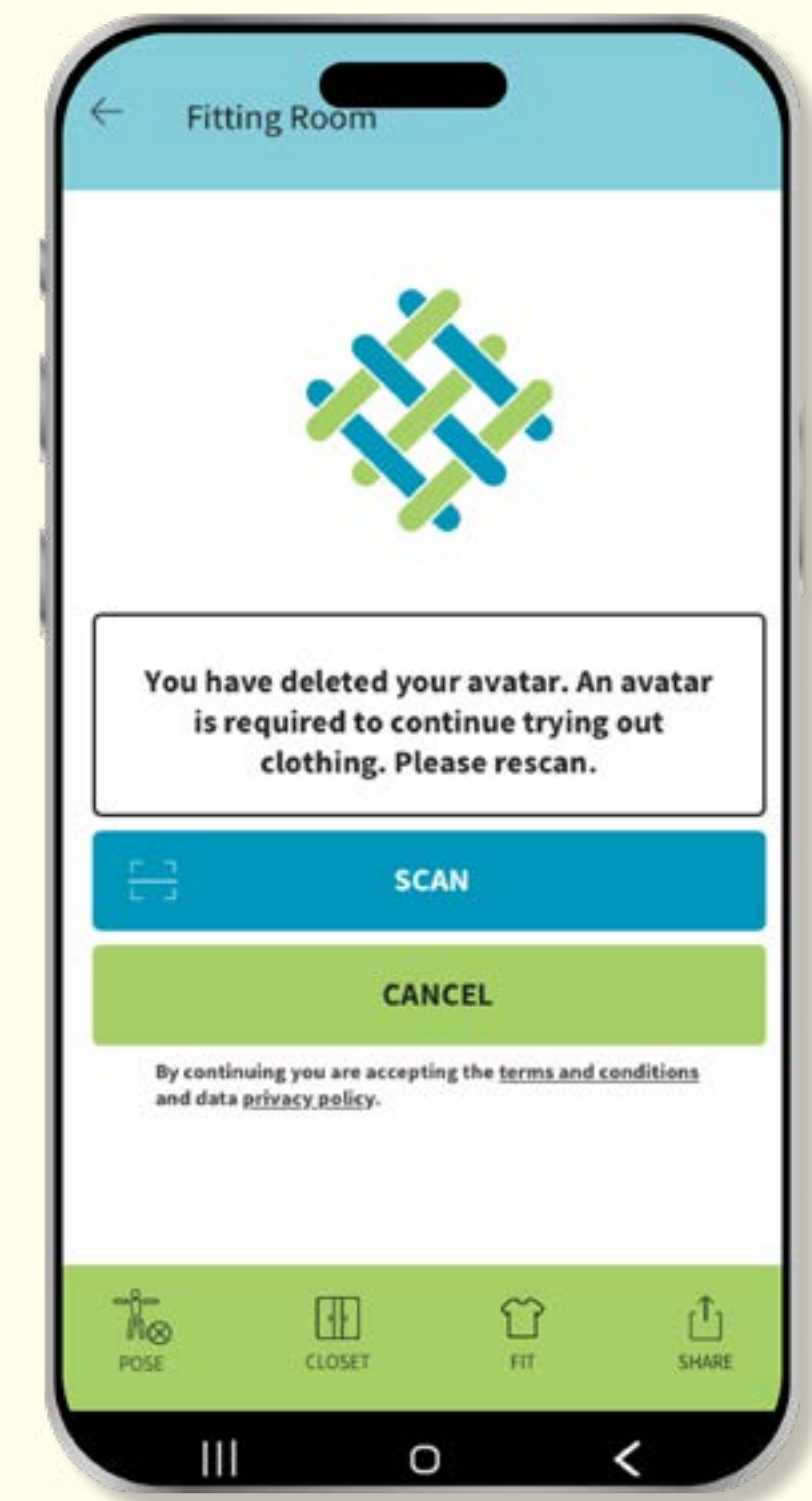 Fitting Room
You have deleted your avatar. An avatar
is required to continue trying out
clothing. Please rescan.
SCAN
CANCEL
By continuing you are accepting the terms and conditions
and data privacy policy.
POSE
CLOSET
FIT
SHARE